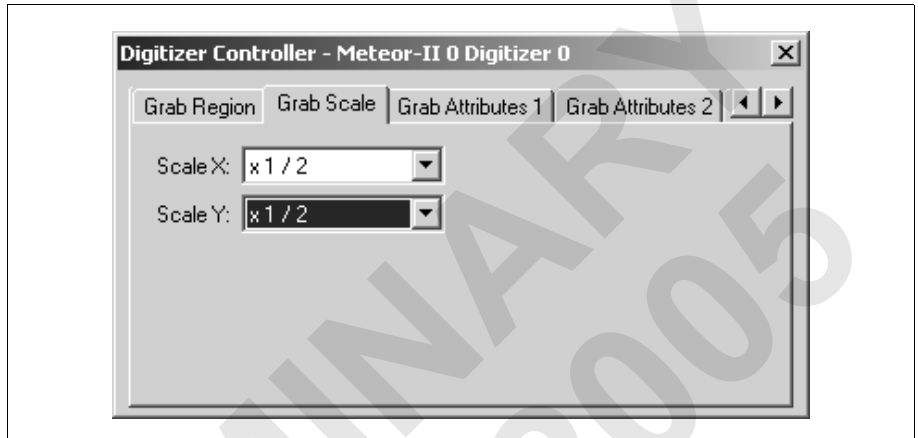 Digitizer Controller - Meteor-II 0 Digitizer 0
Grab Region Grab Scale Grab Attributes 1 Grab Attributes 2
Scale X: x 1 / 2
Scale Y: x 1 / 2